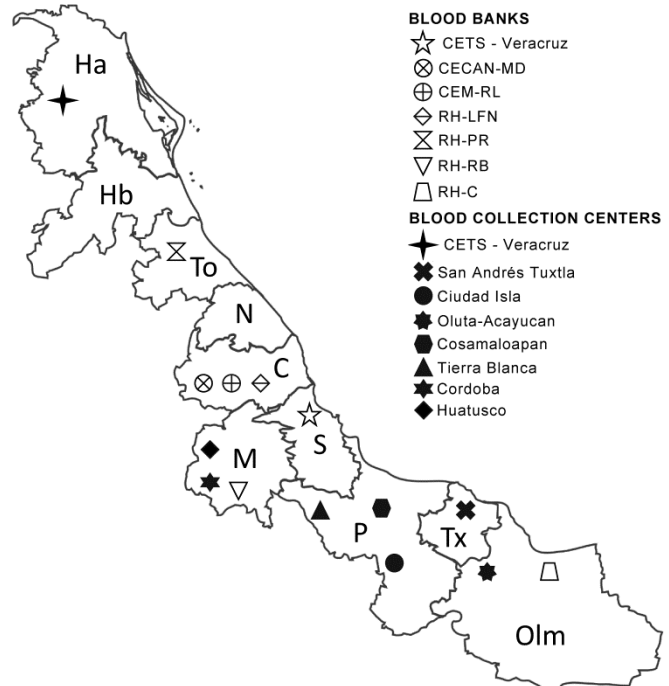 Ha
Hb
To
N
C
S
M
P
Tx
Olm
BLOOD BANKS
CETS - Veracruz
CECAN-MD
CEM-RL
RH-LFN
RH-PR
RH-RB
RH-C
BLOOD COLLECTION CENTERS
CETS - Veracruz
San Andrés Tuxtla
Ciudad Isla
Oluta-Acayucan
Cosamaloapan
Tierra Blanca
Cordoba
Huatusco